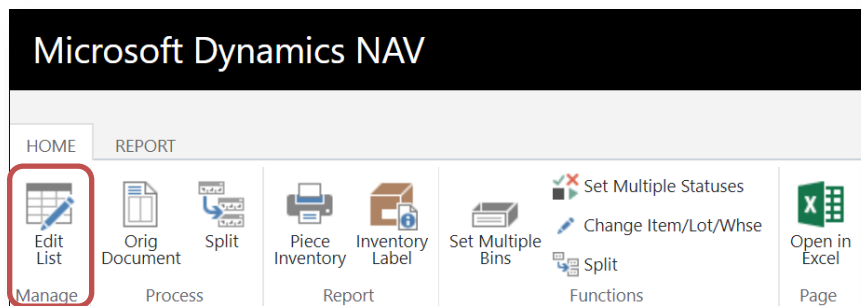 Microsoft Dynamics NAV
HOME REPORT
Edit
List
Orig
Document
Split
Piece
Inventory
Inventory
Label
Set Multiple
Bins
Set Multiple Statuses
Change Item/Lot/Whse
Split
Open in
Excel
Manage Process Report Functions Page